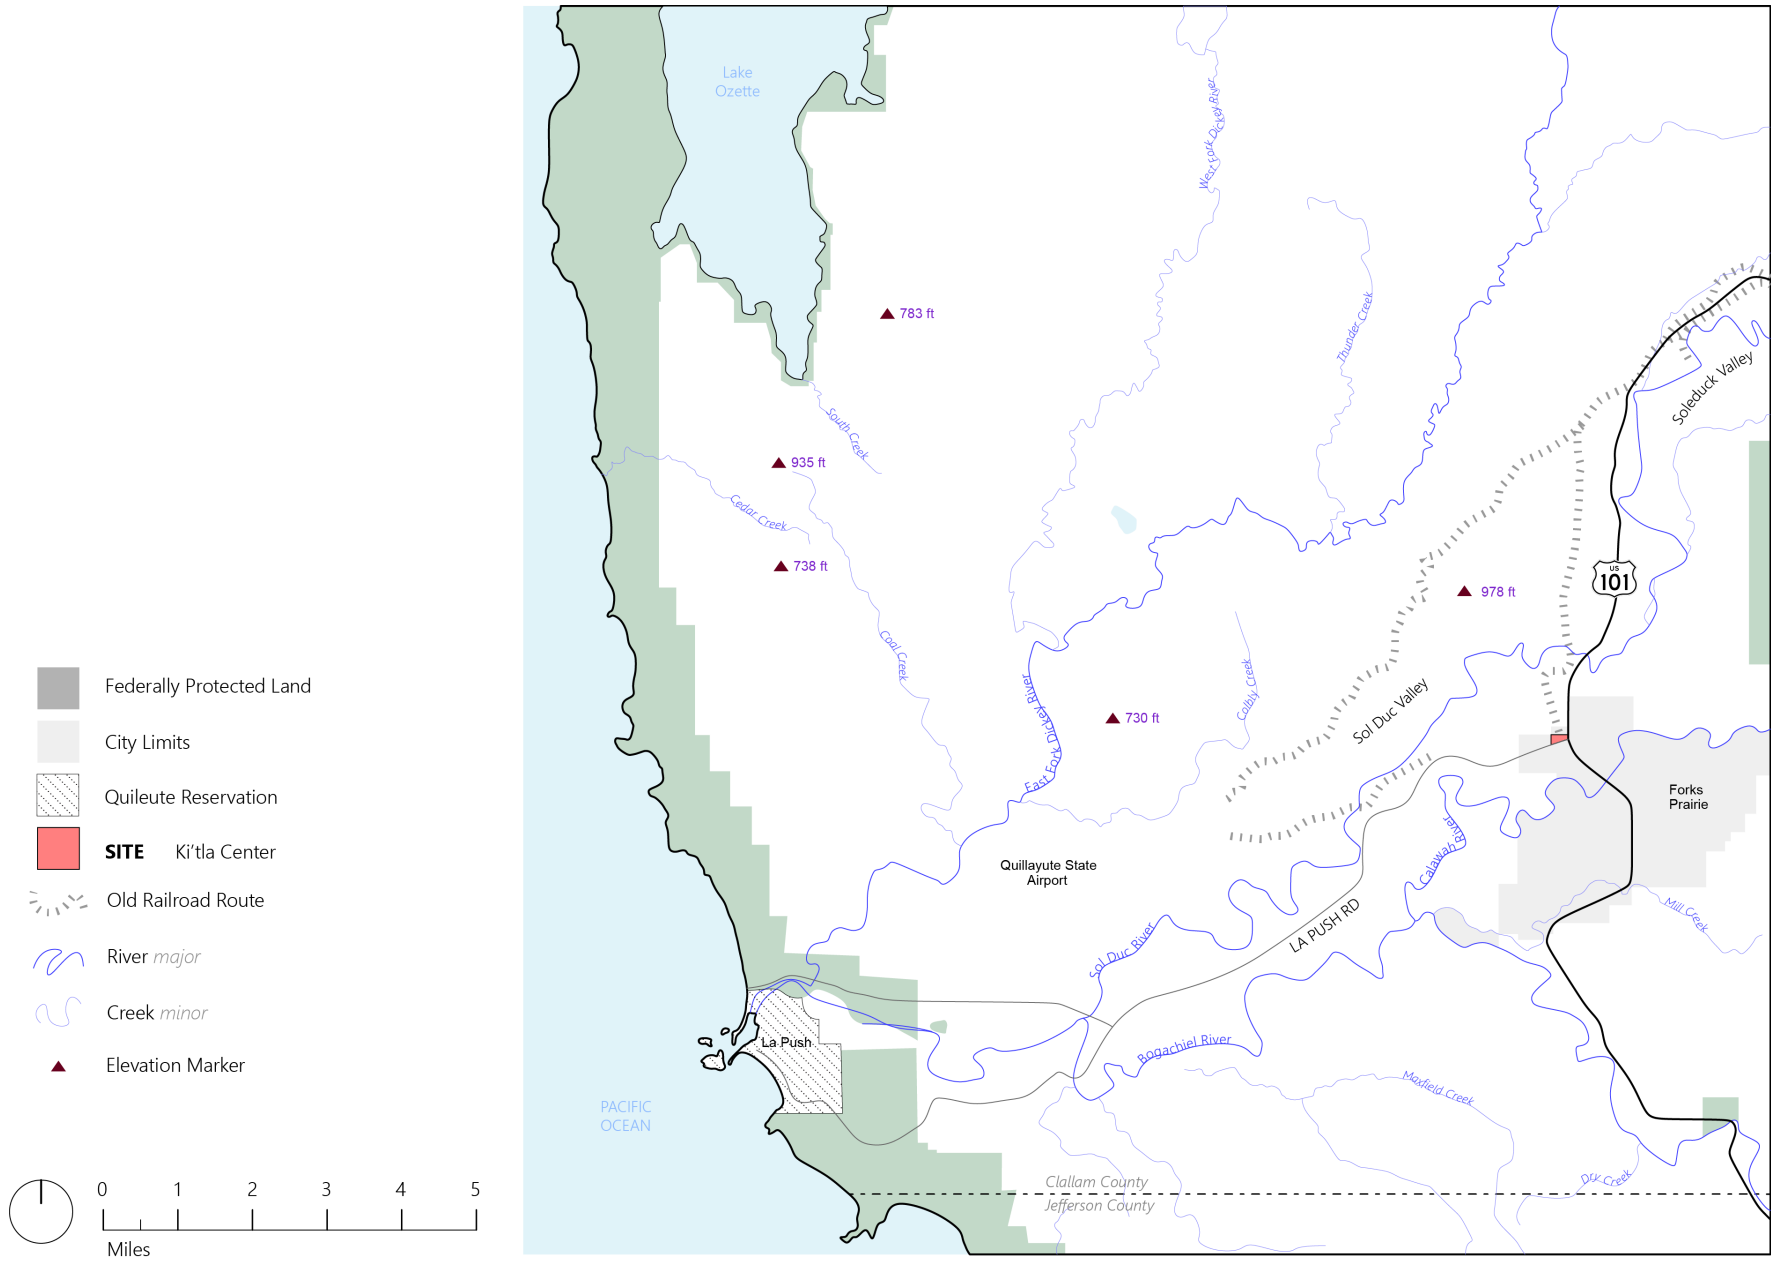 Lake
Ozette
West Fork Dickey River
783 ft
Thunder Creek
Soleduck Valley
South Creek
935 ft
Cedar Creek
738 ft
US
101
978 ft
Coal Creek
Colby Creek
East Fork Dickey River
730 ft
Sol Duc Valley
Forks
Prairie
Calawah River
Quillayute State
Airport
Mill Creek
LA PUSH RD
Sol Duc River
La Push
Bogachiel River
Maxfield Creek
PACIFIC
OCEAN
Dry Creek
Clallam County
Jefferson County
Federally Protected Land
City Limits
Quileute Reservation
SITE Ki'tla Center
Old Railroad Route
River major
Creek minor
Elevation Marker
0 1 2 3 4 5
Miles